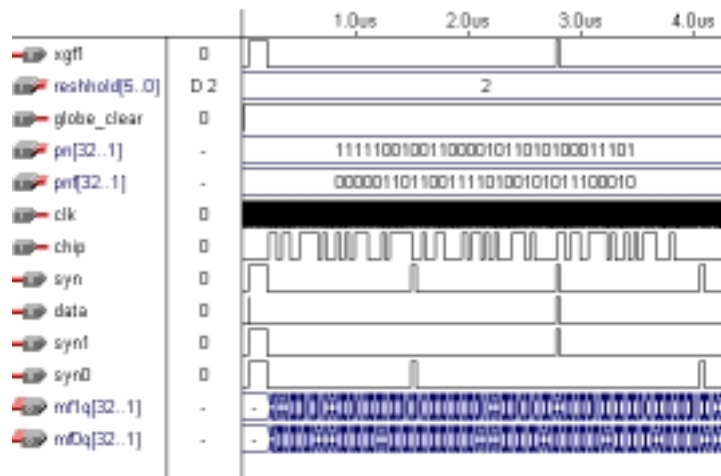 1.0us 2.0us 3.0us 4.0us
xgf1 0
reshhold[5..0] D 2 2
globe_clear 0
pn[32..1] - 11111001001100001011010100011101
pnf[32..1] - 00000110110011110100101011100010
clk 0
chip 0
syn 0
data 0
syn1 0
syn0 0
mf1q[32..1] - -
mf0q[32..1] - -